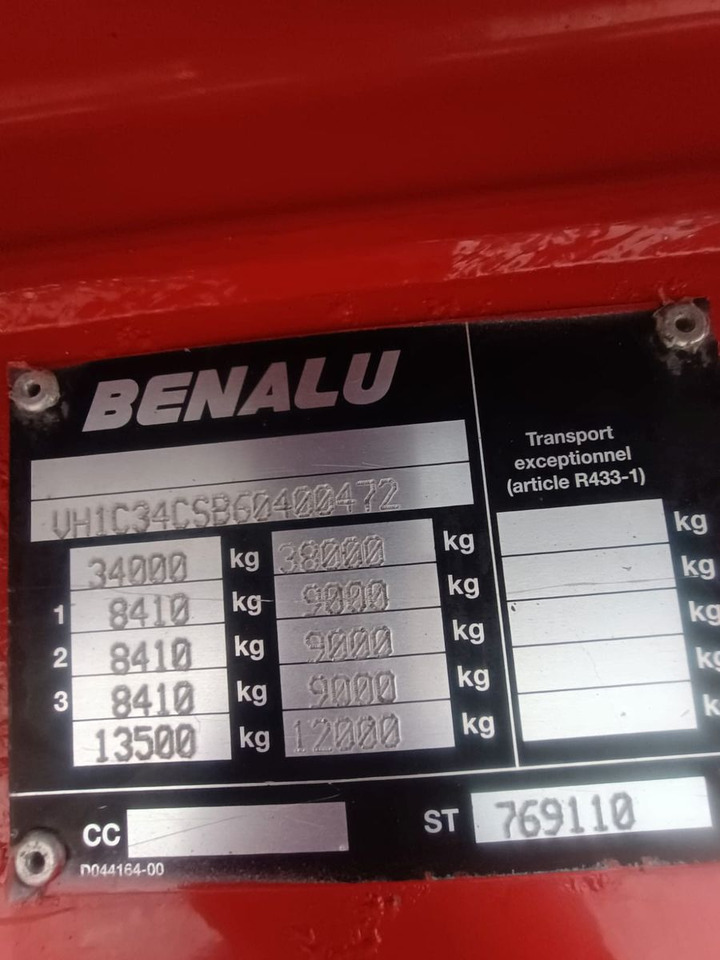 BENALU
VH1C34CSB60400472
34000 kg 38000 kg
1 8410 kg 9000 kg
2 8410 kg 9000 kg
3 8410 kg 9000 kg
13500 kg 12000 kg
Transport
exceptionnel
(article R433-1)
kg
kg
kg
kg
k
CC
ST 769110
D044164-00